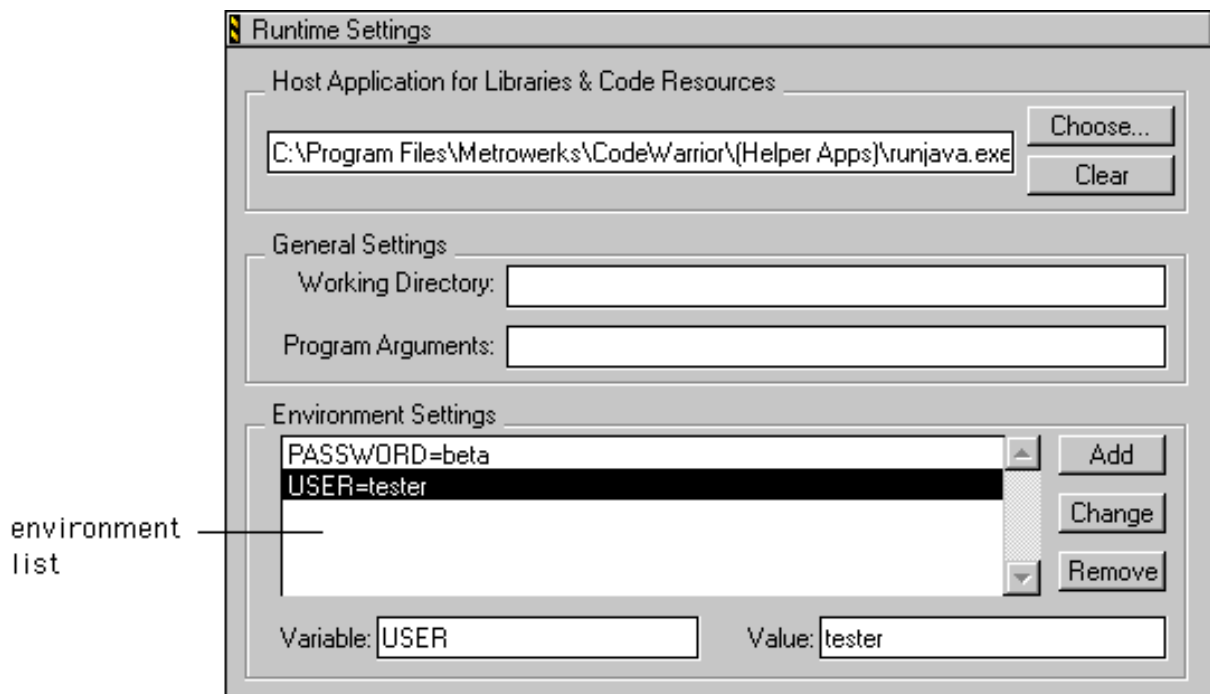 Runtime Settings
Host Application for Libraries & Code Resources
C:\Program Files\Metrowerks\CodeWarrior\(Helper Apps)\runjava.exe
Choose...
Clear
General Settings
Working Directory:
Program Arguments:
Environment Settings
PASSWORD=beta
USER=tester
Add
Change
Remove
environment
list
Variable: USER
Value: tester